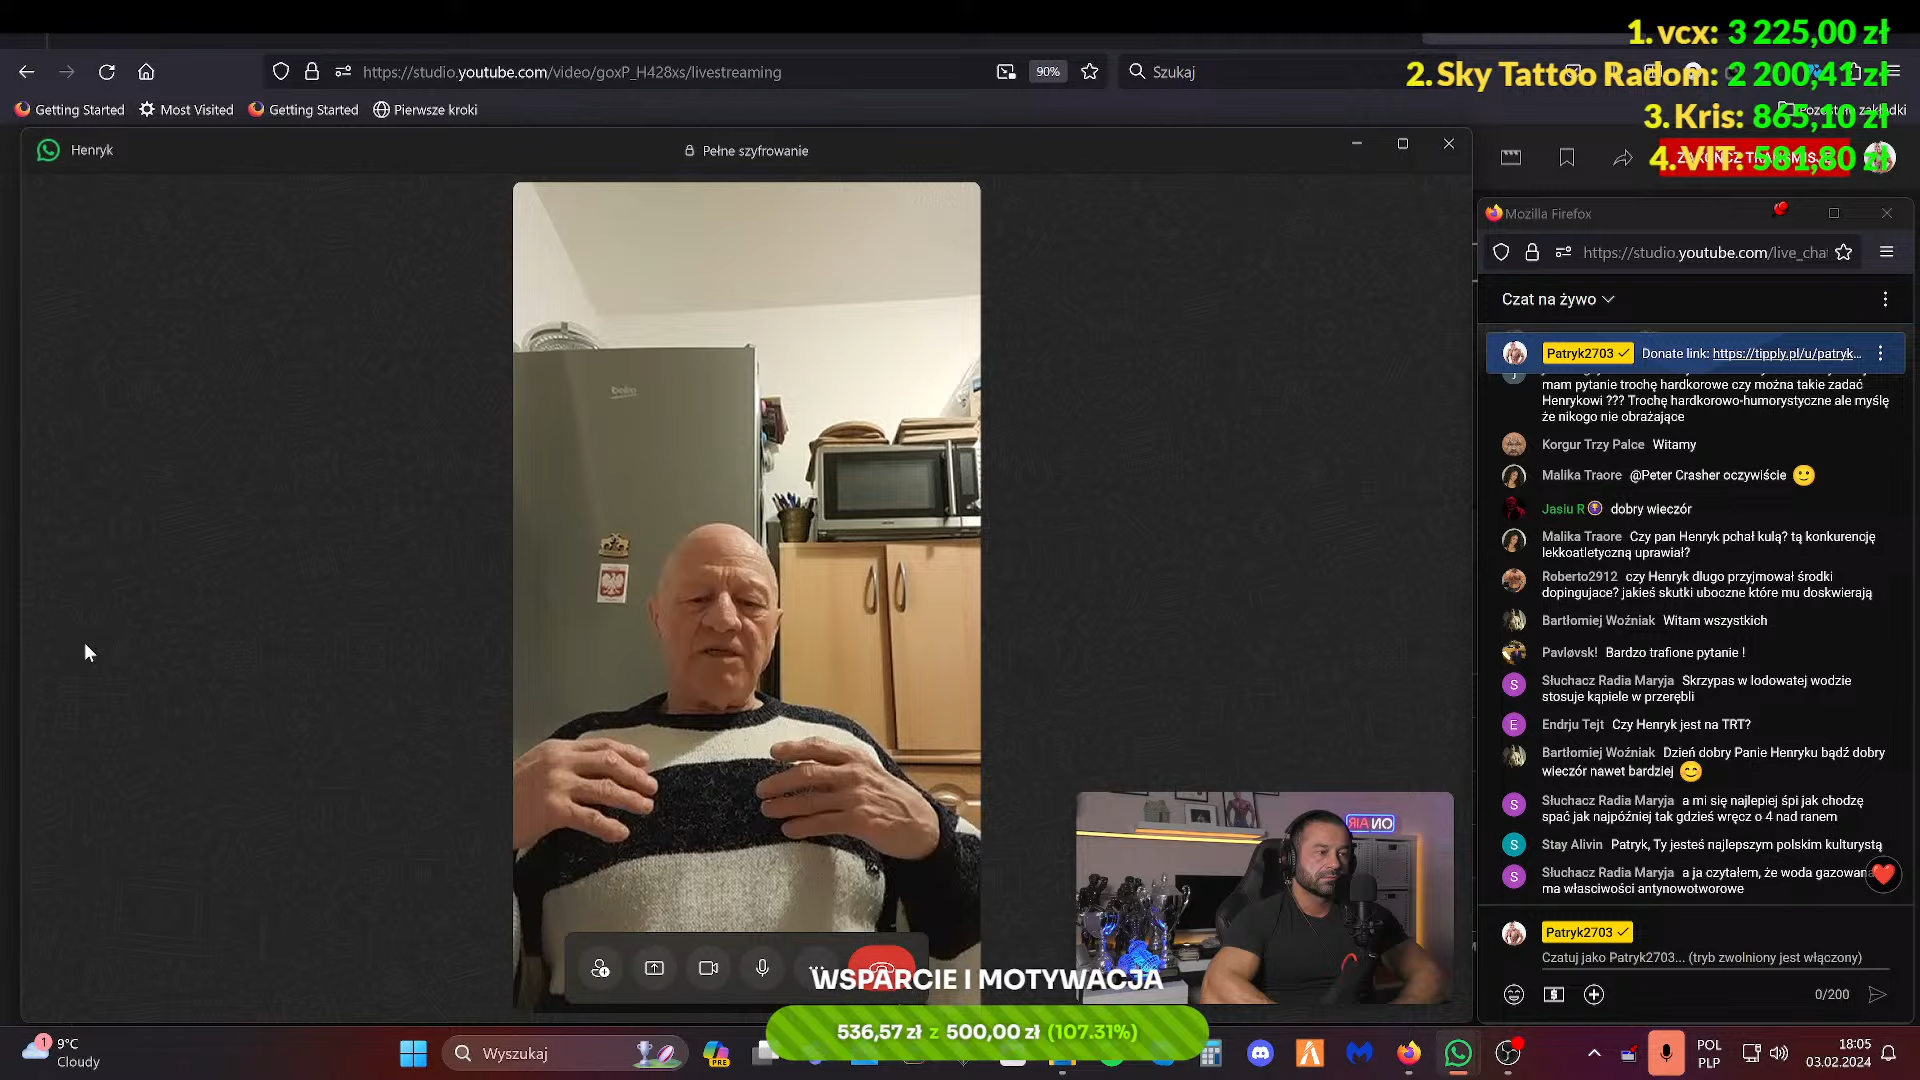 1. vcx: 3 225,00 zł
2. Sky Tattoo Radom: 2 200,41 zł
3. Kris: 865,10 zł
4. VIT: 581,80 zł
https://studio.youtube.com/video/goxP_H428xs/livestreaming
90%
Szukaj
Getting Started
Most Visited
Getting Started
Pierwsze kroki
Henryk
Pełne szyfrowanie
beko
Mozilla Firefox
https://studio.youtube.com/live_cha
Czat na żywo
Patryk2703 Donate link: https://tipply.pl/u/patryk...
mam pytanie trochę hardkorowe czy można takie zadać
Henrykowi ??? Trochę hardkorowo-humorystyczne ale myślę
że nikogo nie obrażające
Korgur Trzy Palce Witamy
Malika Traore @Peter Crasher oczywiście
Jasiu R dobry wieczór
Malika Traore Czy pan Henryk pchał kulą? tą konkurencję
lekkoatletyczną uprawiał?
Roberto2912 czy Henryk dlugo przyjmował środki
dopingujace? jakieś skutki uboczne które mu doskwierają
Bartłomiej Woźniak Witam wszystkich
Pavløvsk! Bardzo trafione pytanie !
S
Słuchacz Radia Maryja Skrzypas w lodowatej wodzie
stosuje kąpiele w przerębli
E
Endrju Tejt Czy Henryk jest na TRT?
Bartłomiej Woźniak Dzień dobry Panie Henryku bądź dobry
wieczór nawet bardziej
S
Słuchacz Radia Maryja a mi się najlepiej śpi jak chodzę
spać jak najpóźniej tak gdzieś wręcz o 4 nad ranem
S
Stay Alivin Patryk, Ty jesteś najlepszym polskim kulturystą
S
Słuchacz Radia Maryja a ja czytałem, że woda gazowana
ma własciwości antynowotworowe
Patryk2703
Czatuj jako Patryk2703... (tryb zwolniony jest włączony)
0/200
ON AIR
WSPARCIE I MOTYWACJA
536,57 zł z 500,00 zł (107.31%)
1
9°C
Cloudy
Wyszukaj
PRE
POL
PLP
18:05
03.02.2024